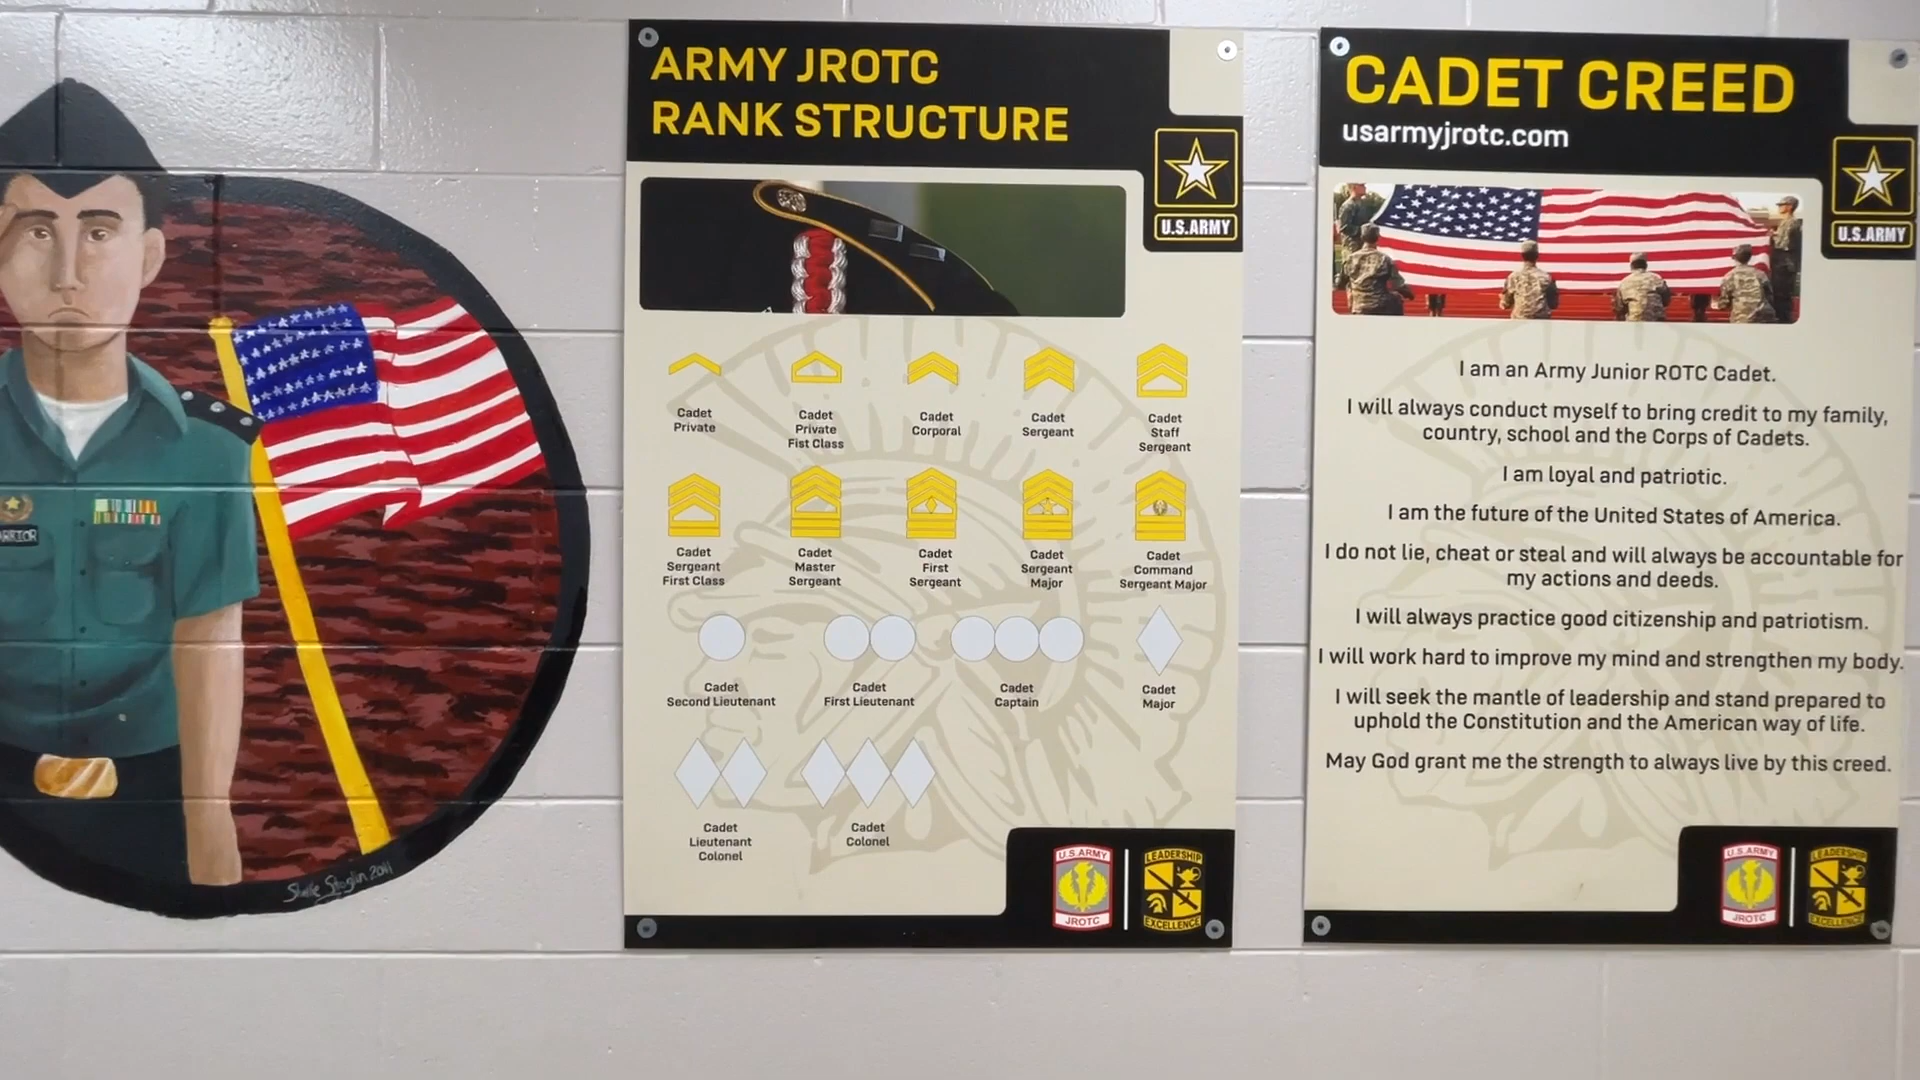 ARMY JROTC
RANK STRUCTURE
U.S.ARMY
Cadet
Private
Cadet
Private
Fist Class
Cadet
Corporal
Cadet
Sergeant
Cadet
Staff
Sergeant
Cadet
Sergeant
First Class
Cadet
Master
Sergeant
Cadet
First
Sergeant
Cadet
Sergeant
Major
Cadet
Command
Sergeant Major
Cadet
Second Lieutenant
Cadet
First Lieutenant
Cadet
Captain
Cadet
Major
Cadet
Lieutenant
Colonel
Cadet
Colonel
U.S.ARMY
JROTC
LEADERSHIP
EXCELLENCE
CADET CREED
usarmyjrotc.com
U.S.ARMY
I am an Army Junior ROTC Cadet.
I will always conduct myself to bring credit to my family,
country, school and the Corps of Cadets.
I am loyal and patriotic.
I am the future of the United States of America.
I do not lie, cheat or steal and will always be accountable for
my actions and deeds.
I will always practice good citizenship and patriotism.
I will work hard to improve my mind and strengthen my body.
I will seek the mantle of leadership and stand prepared to
uphold the Constitution and the American way of life.
May God grant me the strength to always live by this creed.
U.S.ARMY
JROTC
LEADERSHIP
EXCELLENCE
2011